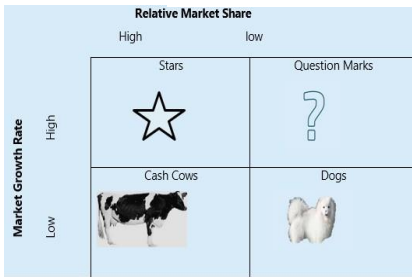 Relative Market Share
High low
Stars Question Marks
?
Market Growth Rate
High
Cash Cows Dogs
Low